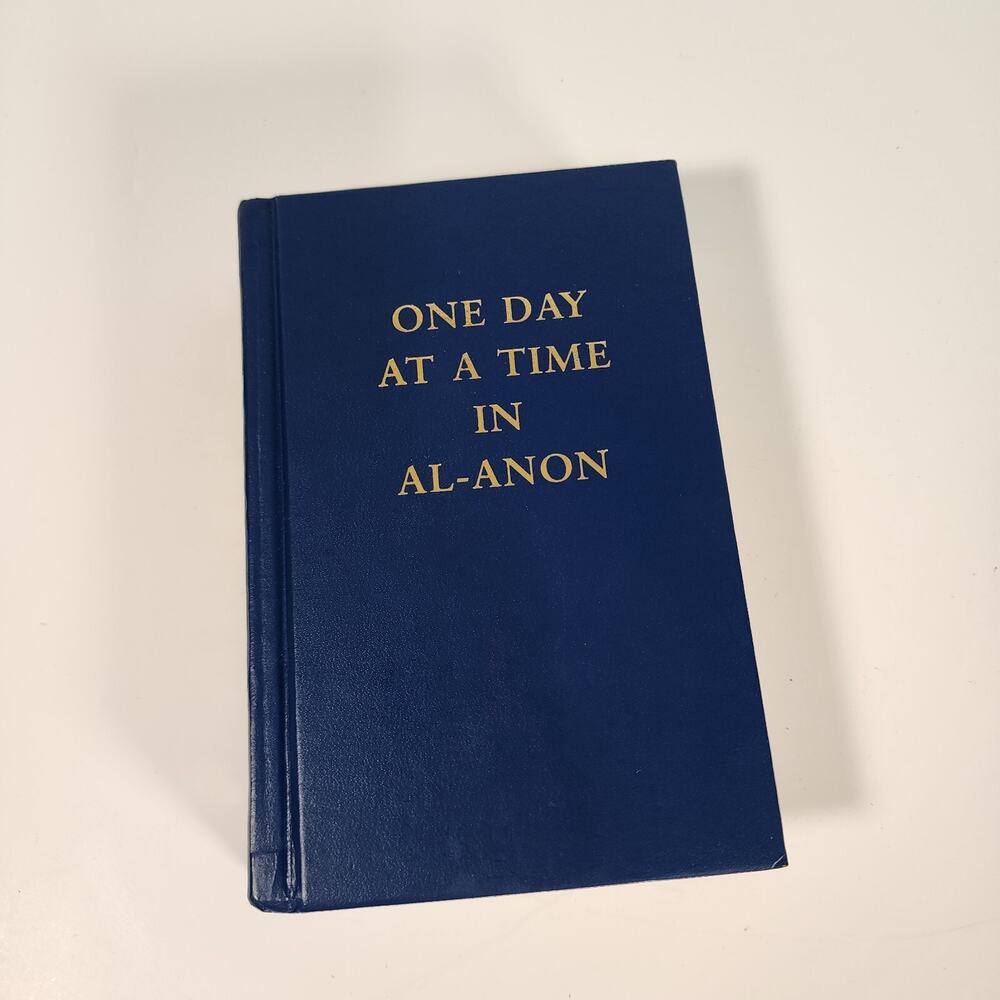 ONE DAY
AT A TIME
IN
AL-ANON